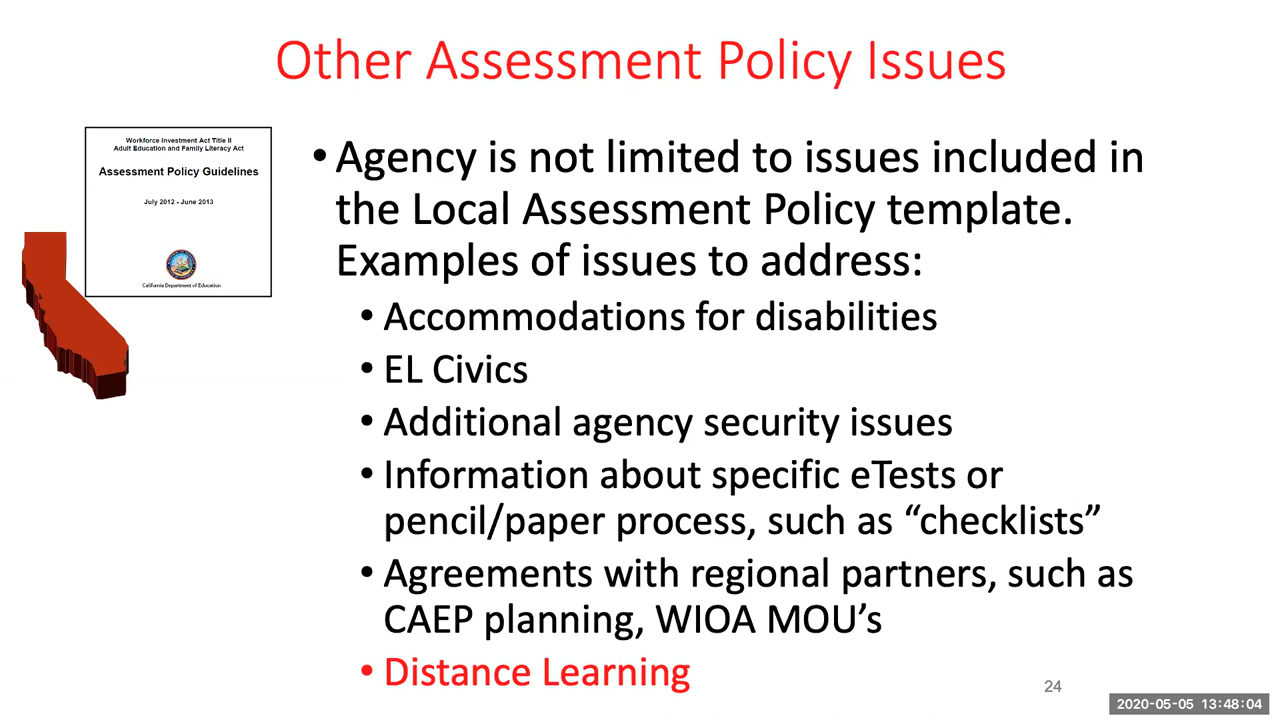 Other Assessment Policy Issues
Workforce Investment Act Title II
Adult Education and Family Literacy Act
Assessment Policy Guidelines
July 2012 - June 2013
California Department of Education
• Agency is not limited to issues included in
the Local Assessment Policy template.
Examples of issues to address:
• Accommodations for disabilities
• EL Civics
• Additional agency security issues
• Information about specific eTests or
pencil/paper process, such as “checklists”
• Agreements with regional partners, such as
CAEP planning, WIOA MOU’s
• Distance Learning
24
2020-05-05 13:48:04